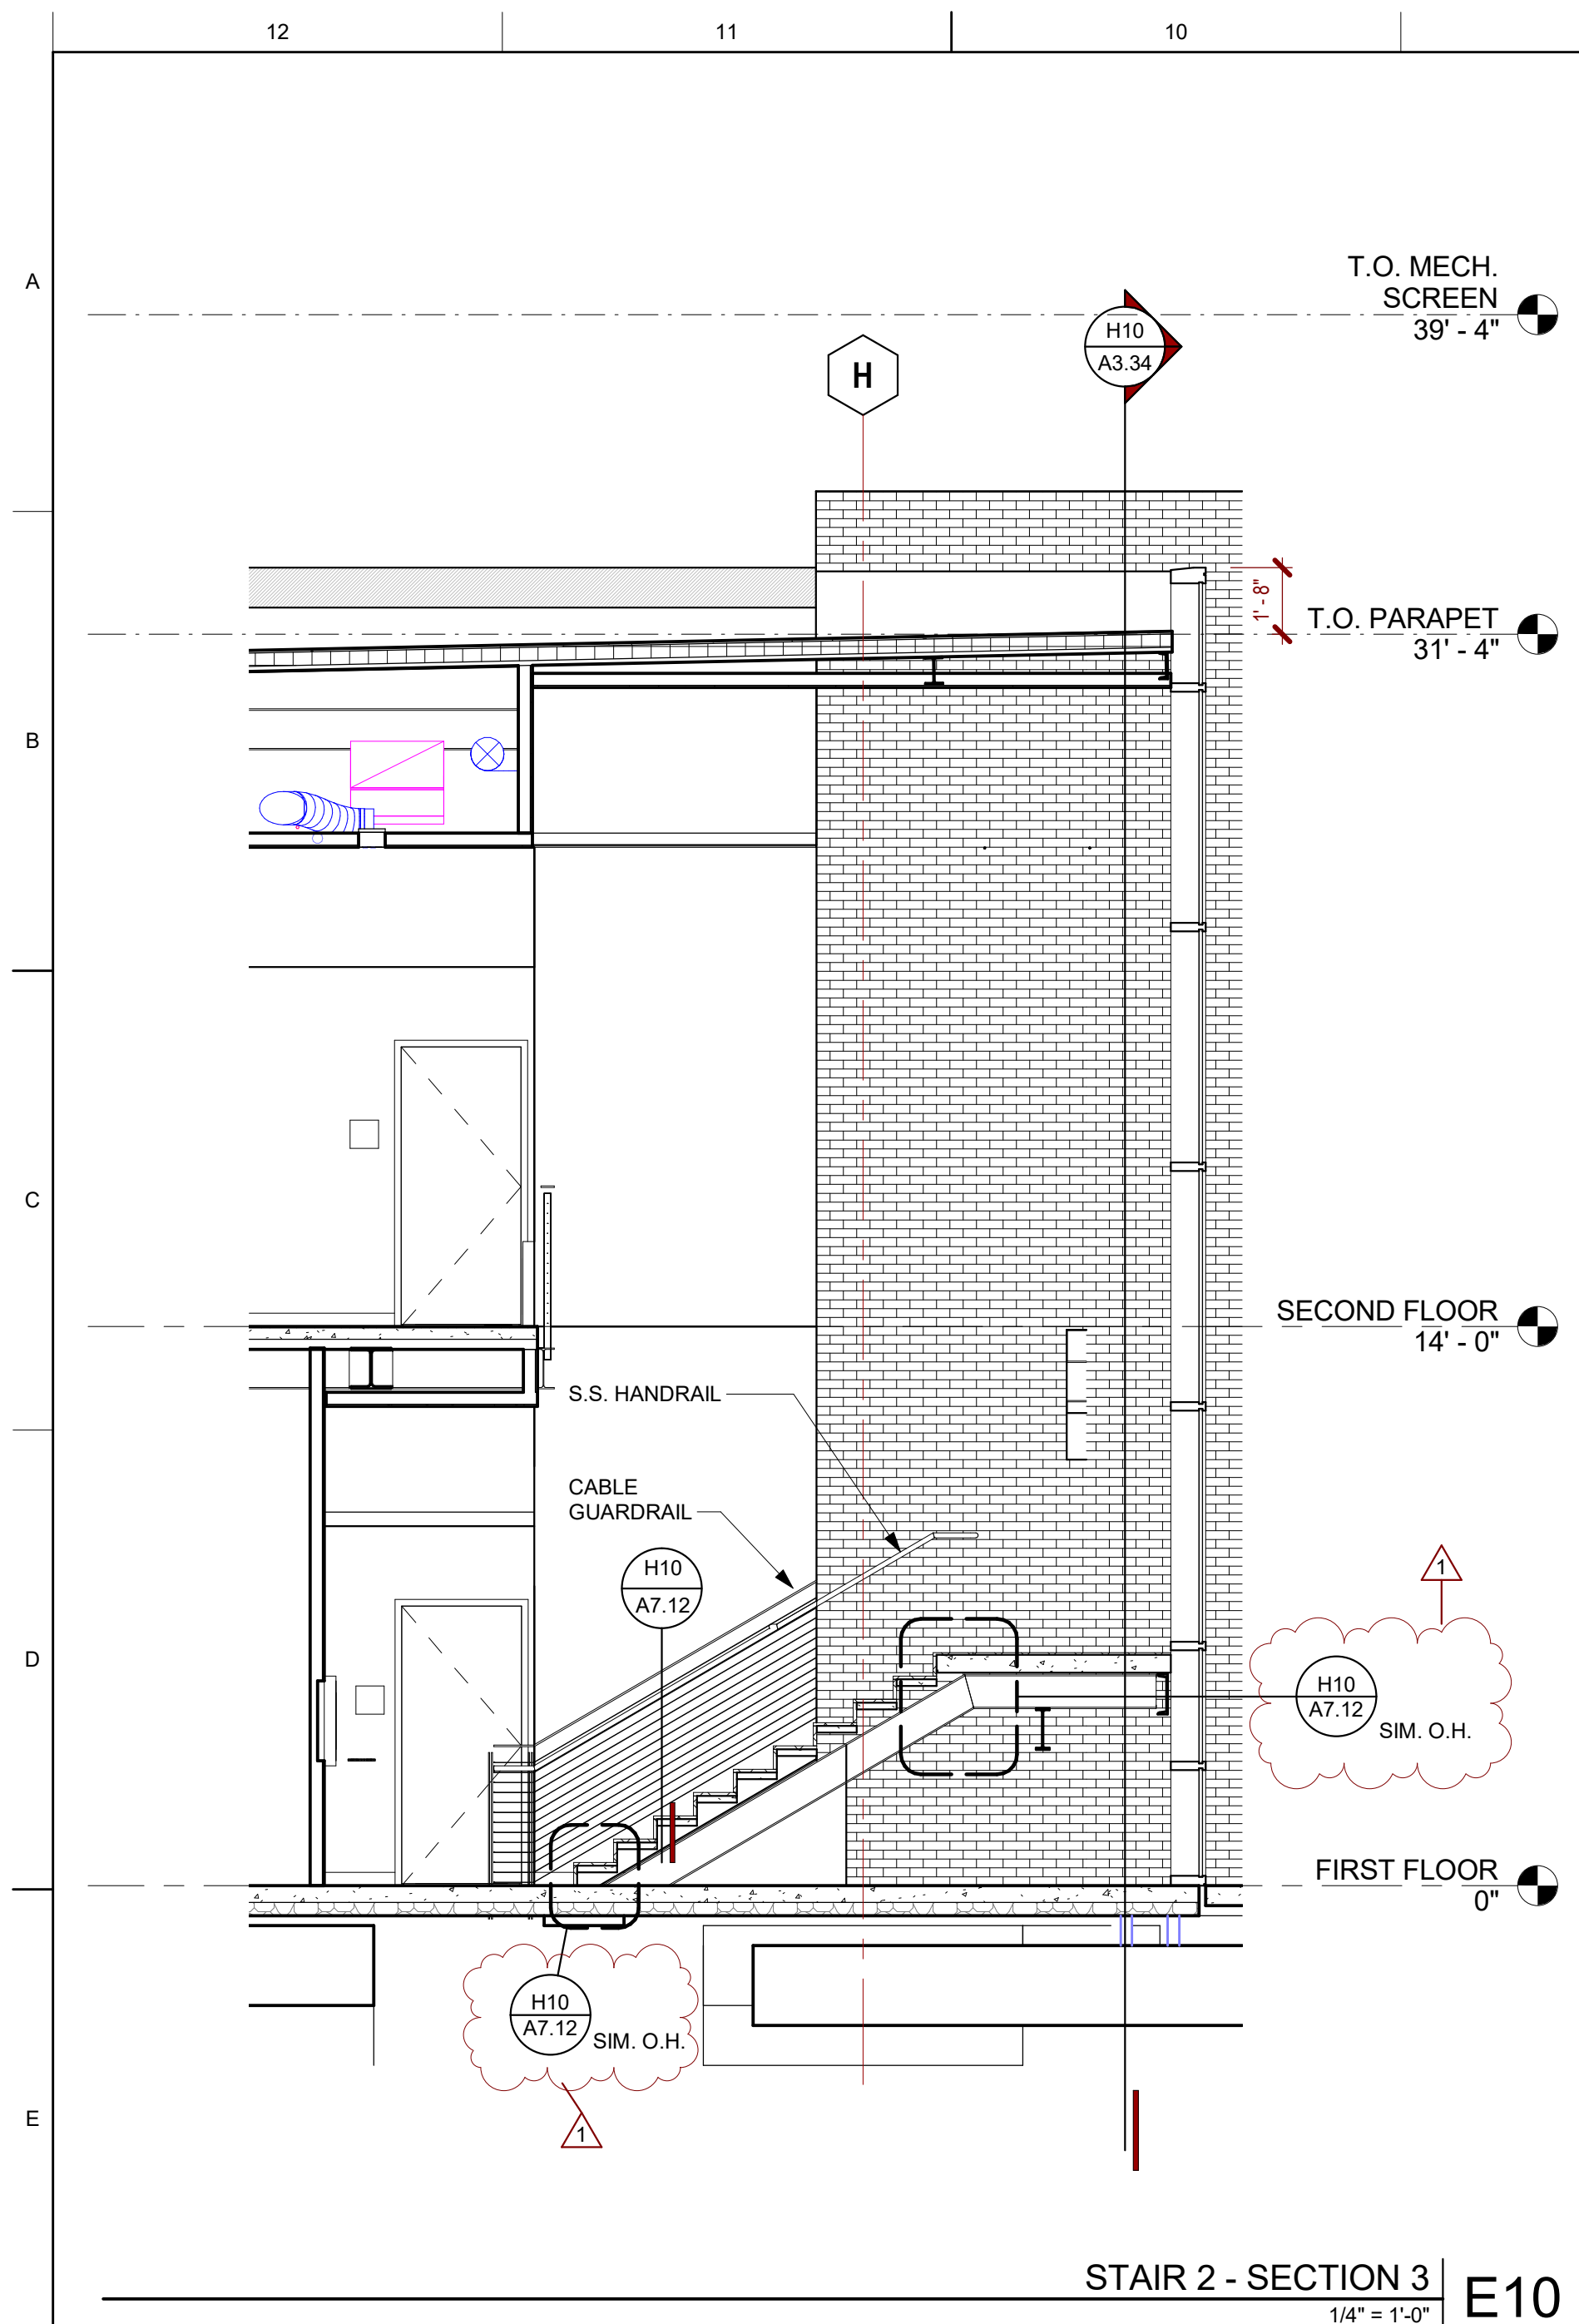 12
11
10
A
T.O. MECH.
SCREEN
39' - 4"
H10
A3.34
H
1' - 8"
T.O. PARAPET
31' - 4"
B
C
SECOND FLOOR
14' - 0"
S.S. HANDRAIL
CABLE
GUARDRAIL
H10
A7.12
1
D
H10
A7.12
SIM. O.H.
FIRST FLOOR
0"
H10
A7.12
SIM. O.H.
1
E
STAIR 2 - SECTION 3
E10
1/4" = 1'-0"